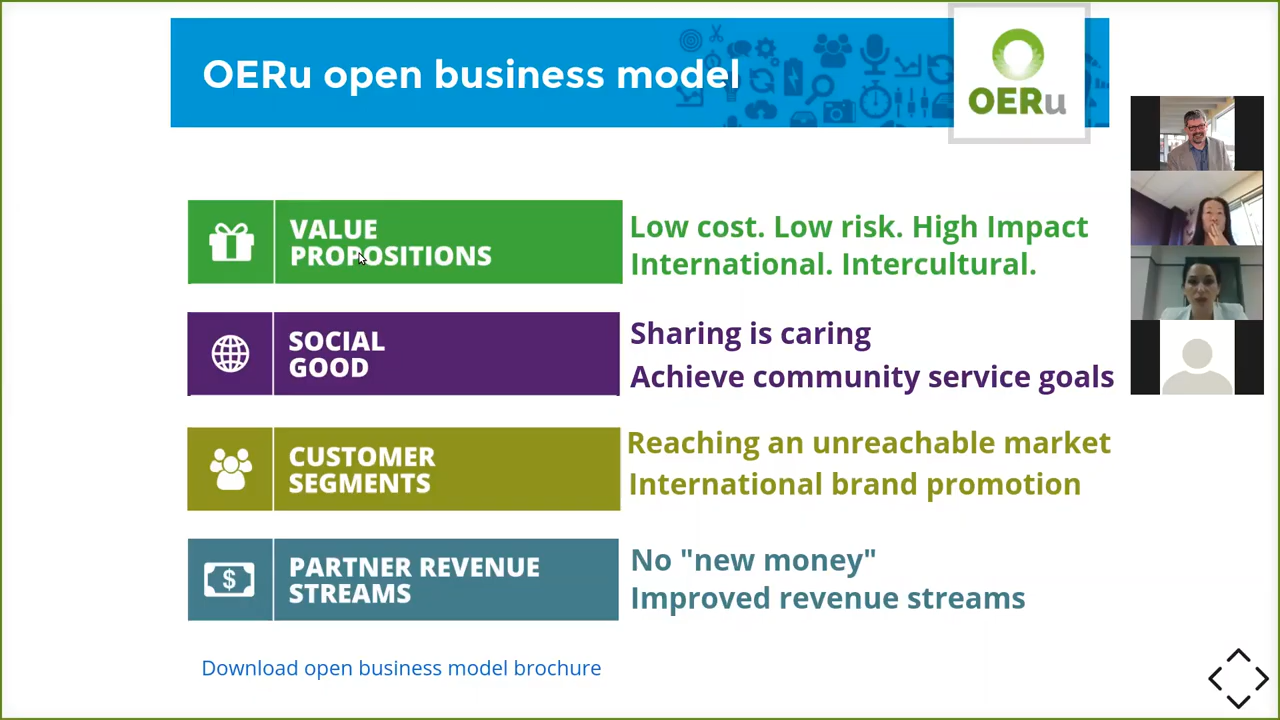 OERu open business model
OERu
VALUE
PROPOSITIONS
Low cost. Low risk. High Impact
International. Intercultural.
SOCIAL
GOOD
Sharing is caring
Achieve community service goals
CUSTOMER
SEGMENTS
Reaching an unreachable market
International brand promotion
$
PARTNER REVENUE
STREAMS
No "new money"
Improved revenue streams
Download open business model brochure